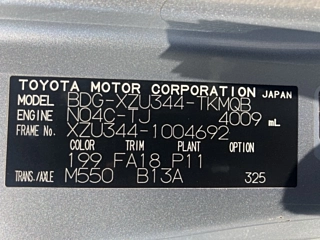 TOYOTA MOTOR CORPORATION JAPAN
MODEL BDG-XZU344-TKMQB
ENGINE N04C-TJ 4009 mL
FRAME No. XZU344-1004692
COLOR TRIM PLANT OPTION
199 FA18 P11
TRANS./AXLE M550 B13A 325